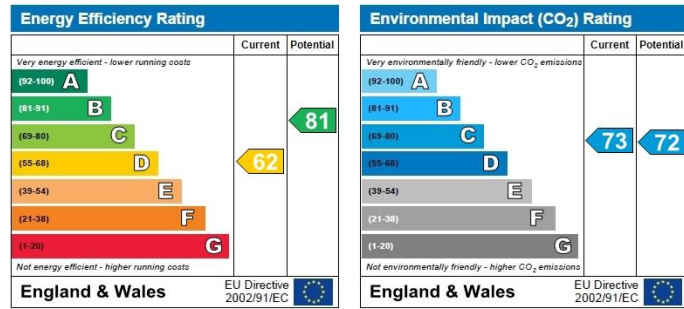 Energy Efficiency Rating
Current Potential
Very energy efficient - lower running costs
(92-100) A
(81-91) B
(69-80) C
(55-68) D
(39-54) E
(21-38) F
(1-20) G
62
81
Not energy efficient - higher running costs
England & Wales
EU Directive
2002/91/EC
Environmental Impact (CO₂) Rating
Current Potential
Very environmentally friendly - lower CO₂ emissions
(92-100) A
(81-91) B
(69-80) C
(55-68) D
(39-54) E
(21-38) F
(1-20) G
73
72
Not environmentally friendly - higher CO₂ emissions
England & Wales
EU Directive
2002/91/EC